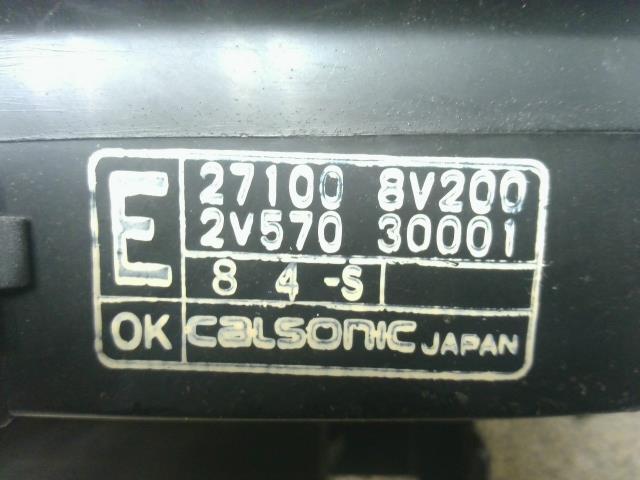 E
27100 8V200
2V570 30001
8 4 -S
OK CALSONIC JAPAN